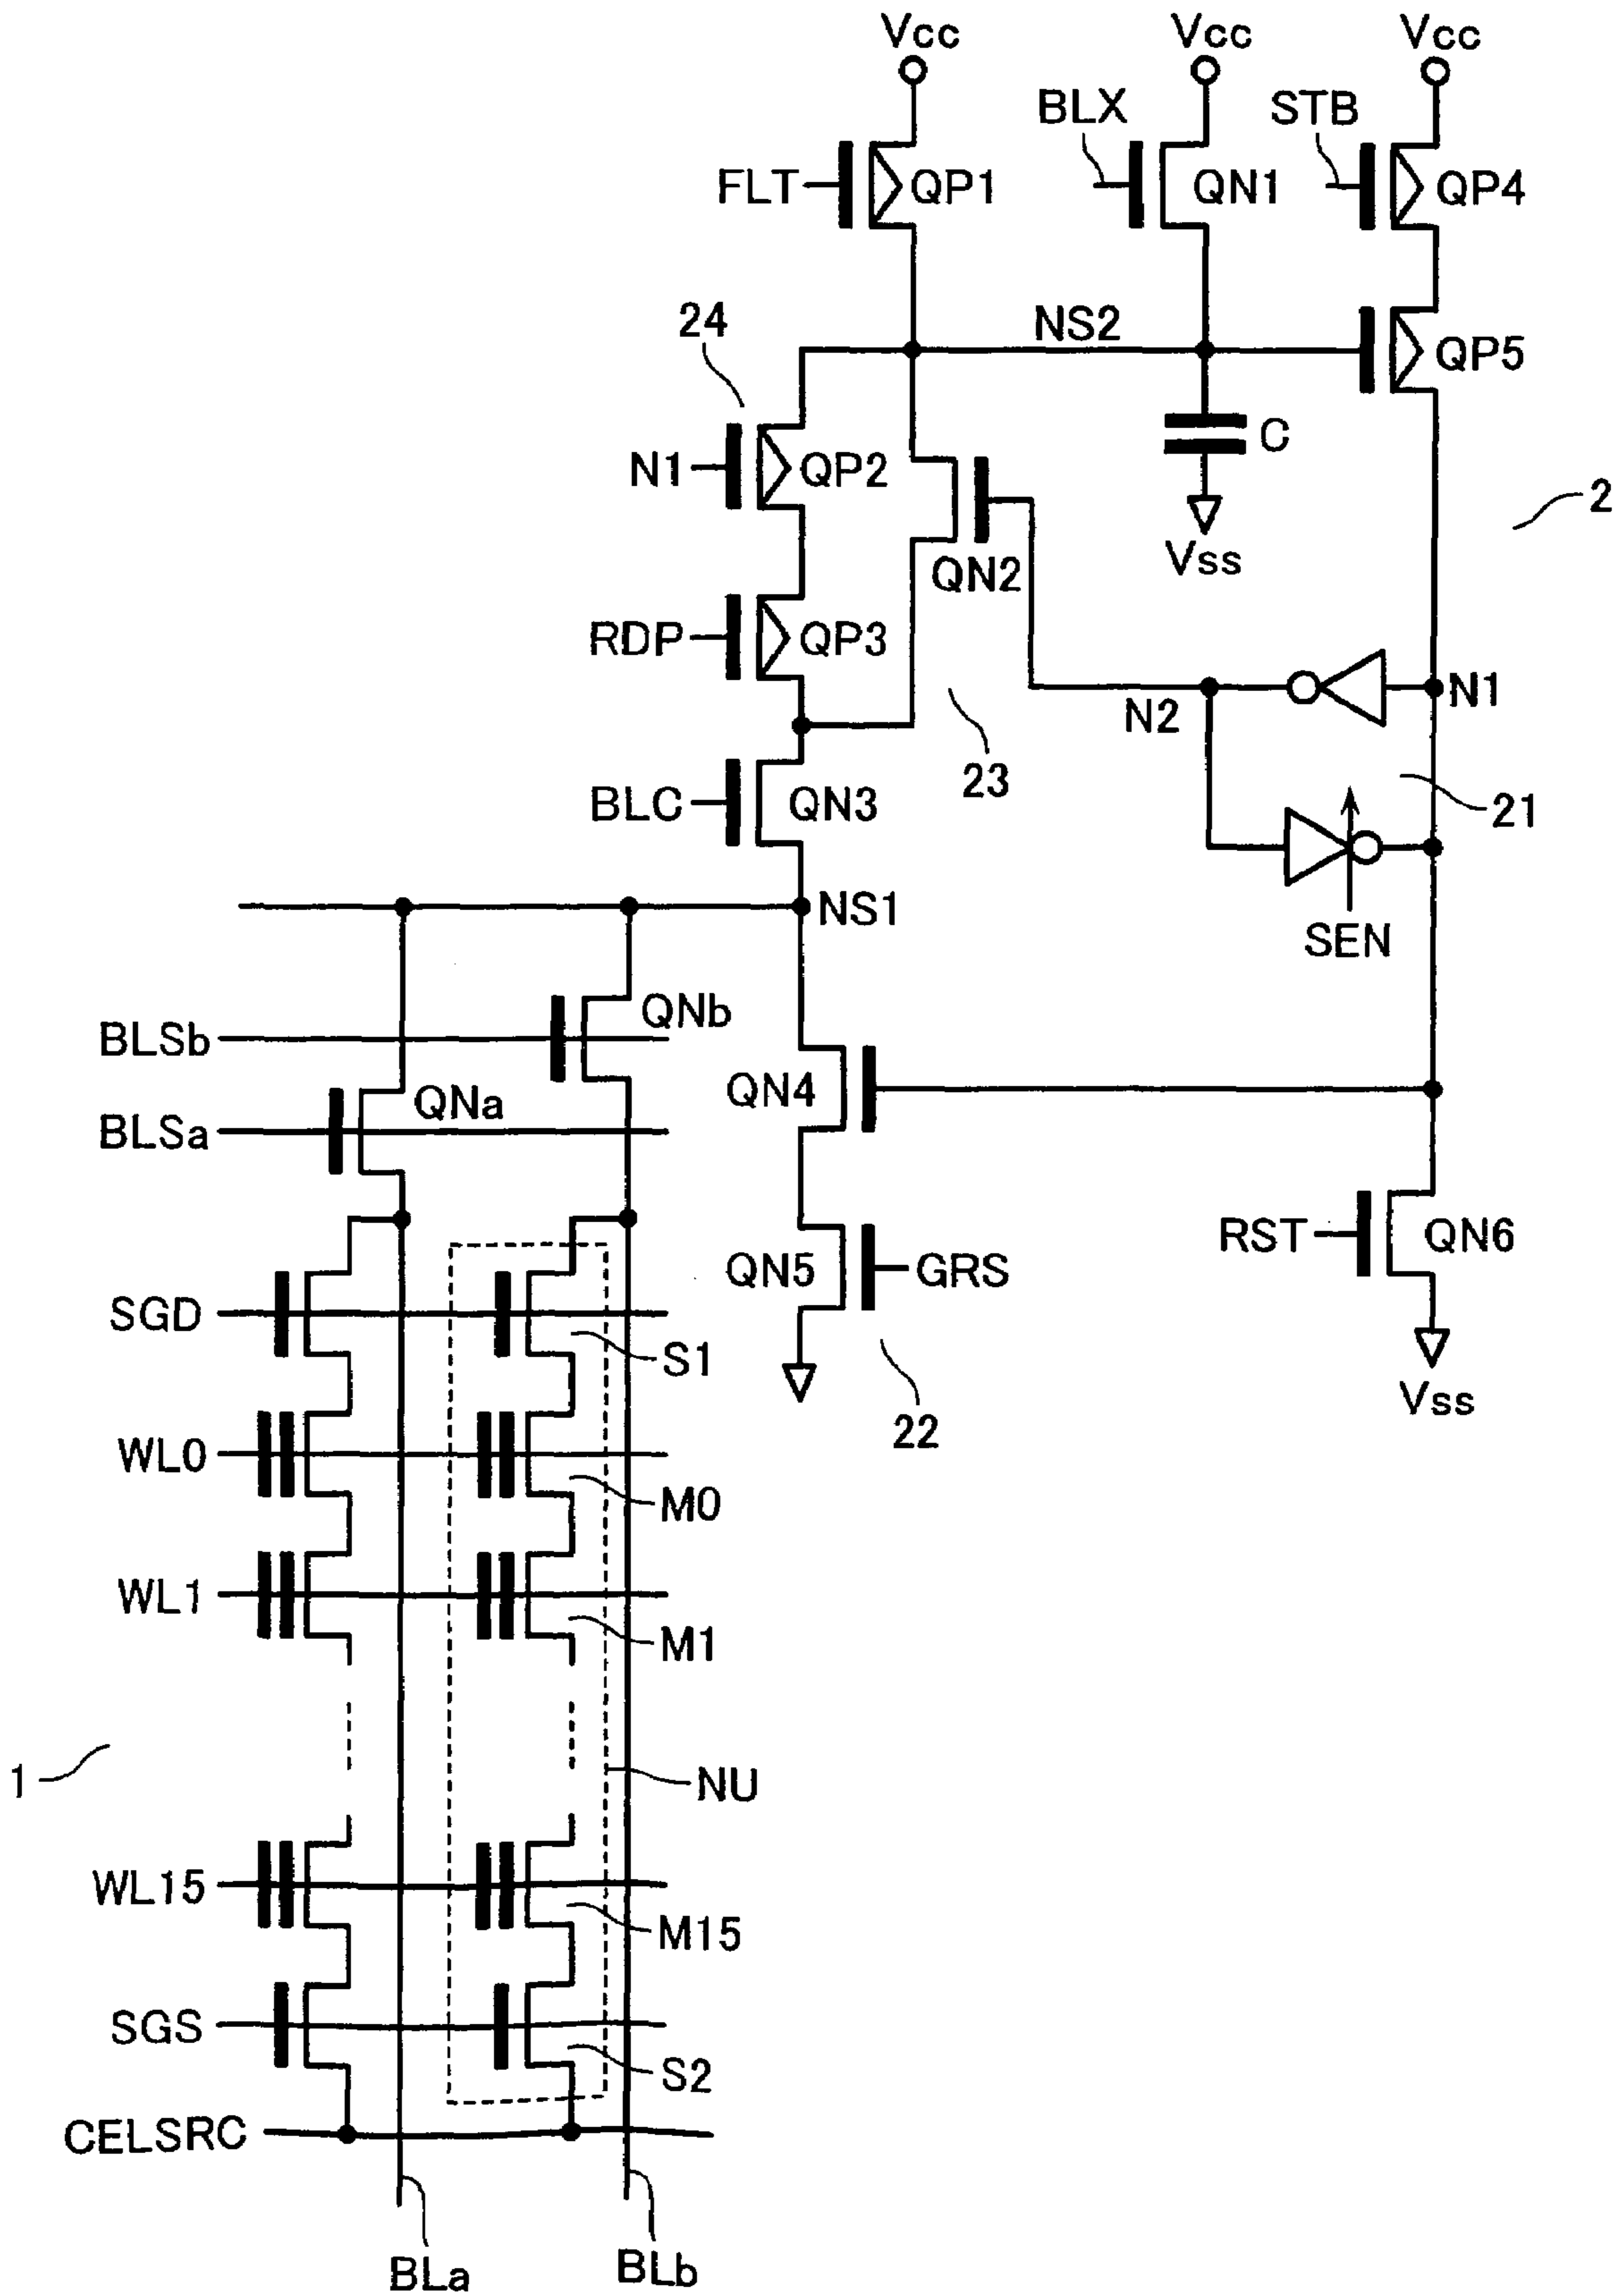 Vcc Vcc Vcc
BLX STB
FLT QP1 QN1 QP4
24 NS2 QP5
C
N1 QP2 2
QN2 Vss
RDP QP3
N2 N1
23
BLC QN3 21
NS1
SEN
QNb
BLSb
QN4
QNa
BLSa
RST QN6
QN5 GRS
SGD
S1
Vss
22
WL0
M0
WL1
M1
1 NU
WL15
M15
SGS
S2
CELSRC
BLa BLb